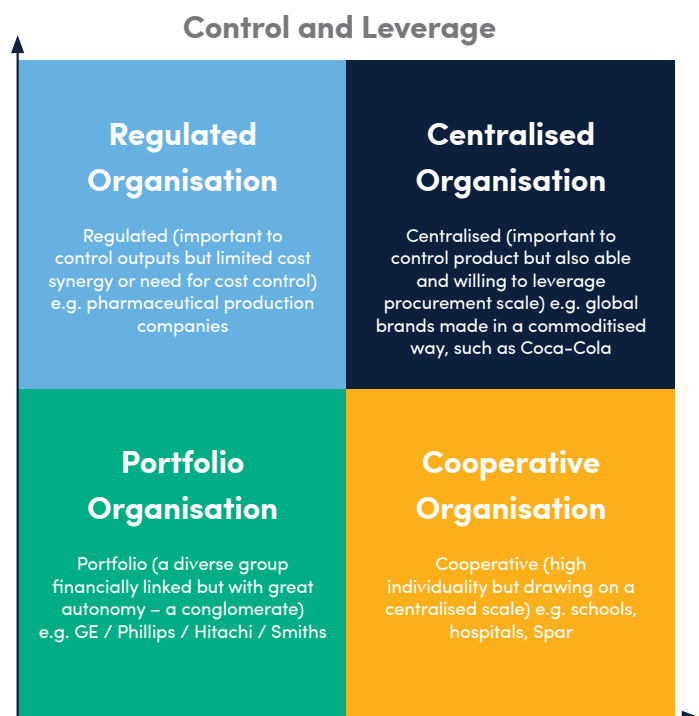 Control and Leverage
Regulated
Organisation
Regulated (important to
control outputs but limited cost
synergy or need for cost control)
e.g. pharmaceutical production
companies
Centralised
Organisation
Centralised (important to
control product but also able
and willing to leverage
procurement scale) e.g. global
brands made in a commoditised
way, such as Coca-Cola
Portfolio
Organisation
Portfolio (a diverse group
financially linked but with great
autonomy – a conglomerate)
e.g. GE / Phillips / Hitachi / Smiths
Cooperative
Organisation
Cooperative (high
individuality but drawing on a
centralised scale) e.g. schools,
hospitals, Spar